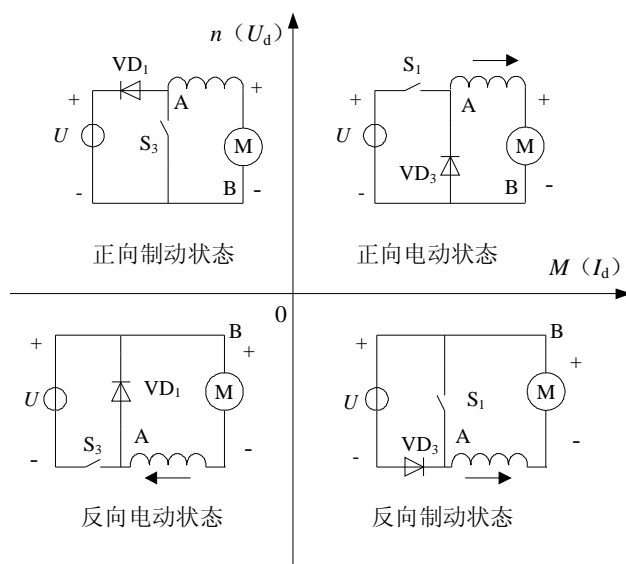 n（U_d）
VD₁
A
+
+
U
S₃
M
B
-
-
正向制动状态
S₁
A
+
+
U
VD₃
M
B
-
-
正向电动状态
M（I_d）
0
B
+
+
U
VD₁
M
S₃
A
-
-
反向电动状态
B
+
+
U
S₁
M
VD₃
A
-
-
反向制动状态